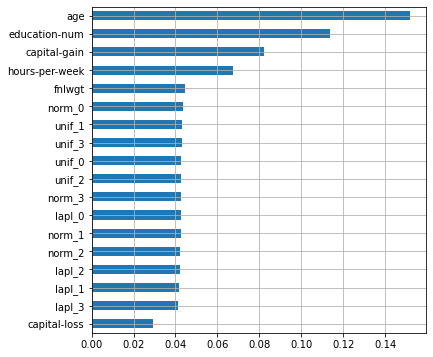 age
education-num
capital-gain
hours-per-week
fnlwgt
norm_0
unif_1
unif_3
unif_0
unif_2
norm_3
lapl_0
norm_1
norm_2
lapl_2
lapl_1
lapl_3
capital-loss
0.00 0.02 0.04 0.06 0.08 0.10 0.12 0.14